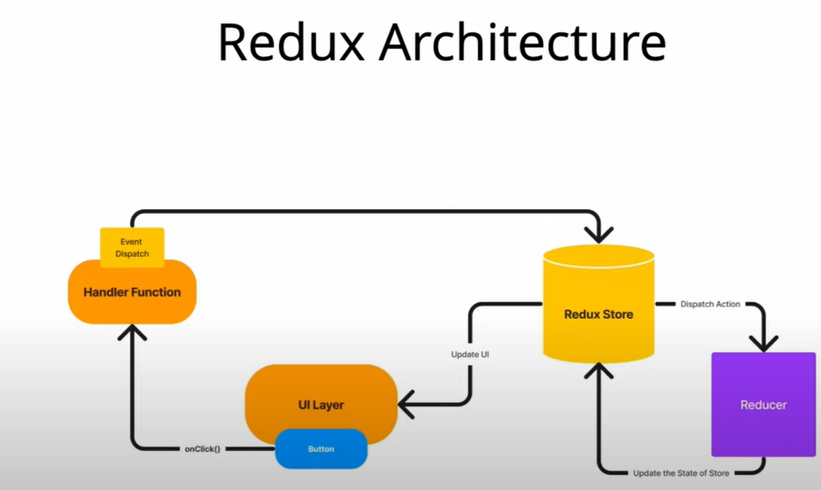 Redux Architecture
Event
Dispatch
Handler Function
Redux Store
Dispatch Action
Update UI
UI Layer
Reducer
onClick()
Button
Update the State of Store